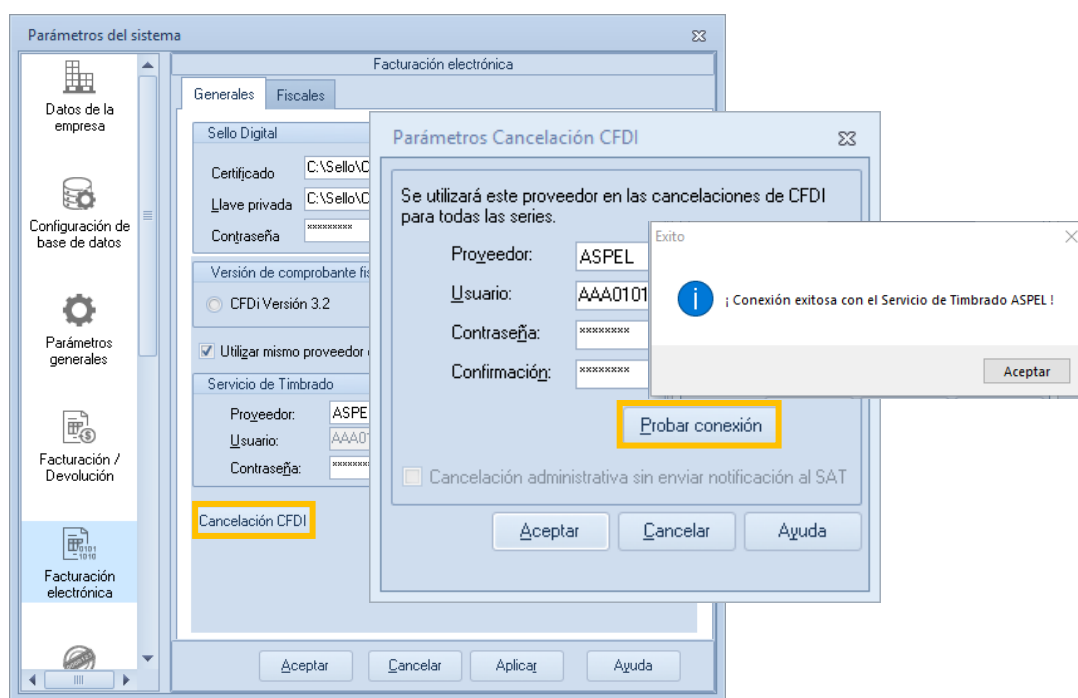 Parámetros del sistema
Datos de la
empresa
Configuración de
base de datos
Parámetros
generales
Facturación /
Devolución
Facturación
electrónica
Facturación electrónica
Generales
Fiscales
Sello Digital
Certificado
C:\Sello\C
Llave privada
C:\Sello\C
Contraseña
*********
Versión de comprobante fis
CFDi Versión 3.2
Utilizar mismo proveedor
Servicio de Timbrado
Proveedor:
ASPE
Usuario:
AAA0
Contraseña:
Cancelación CFDI
Aceptar
Cancelar
Aplicar
Ayuda
Parámetros Cancelación CFDI
Se utilizará este proveedor en las cancelaciones de CFDI
para todas las series.
Proveedor:
ASPEL
Usuario:
AAA0101
Contraseña:
********
Confirmación:
********
Probar conexión
Cancelación administrativa sin enviar notificación al SAT
Aceptar
Cancelar
Ayuda
Exito
¡ Conexión exitosa con el Servicio de Timbrado ASPEL !
Aceptar